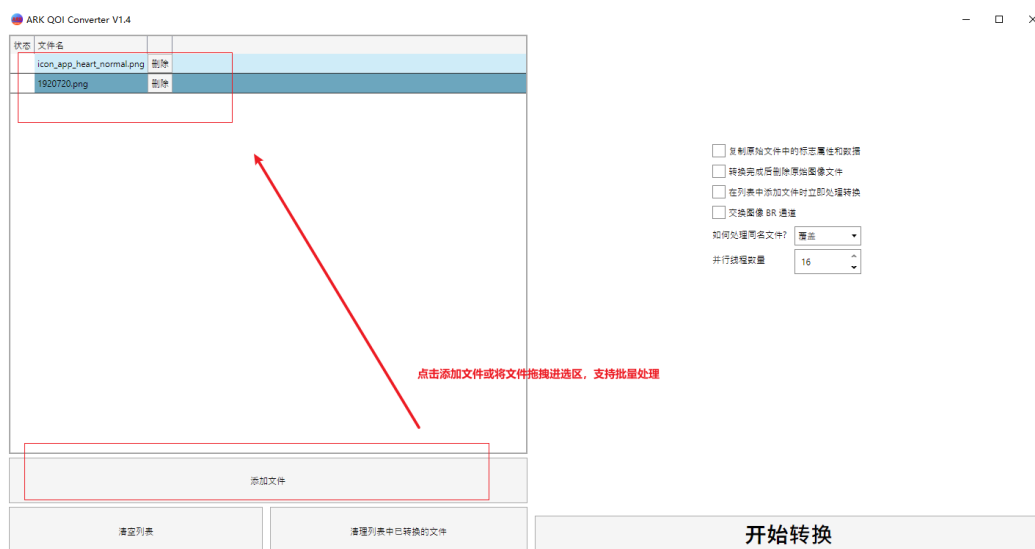 ARK QOI Converter V1.4
状态 文件名
icon_app_heart_normal.png 删除
1920720.png 删除
复制原始文件中的标志属性和数据
转换完成后删除原始图像文件
在列表中添加文件时立即处理转换
交换图像 BR 通道
如何处理同名文件? 覆盖
并行线程数量 16
点击添加文件或将文件拖拽进选区，支持批量处理
添加文件
清空列表 清理列表中已转换的文件 开始转换